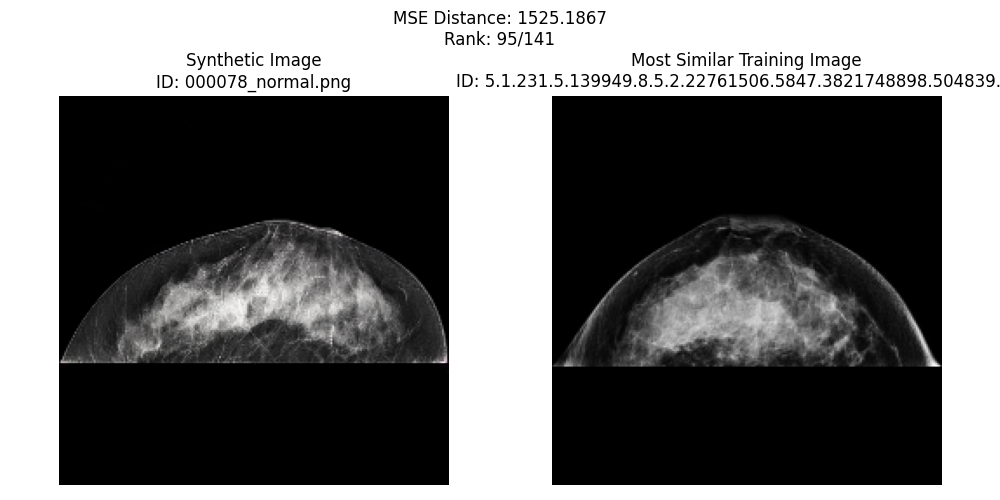 MSE Distance: 1525.1867
Rank: 95/141
Synthetic Image
ID: 000078_normal.png
Most Similar Training Image
ID: 5.1.231.5.139949.8.5.2.22761506.5847.3821748898.504839.